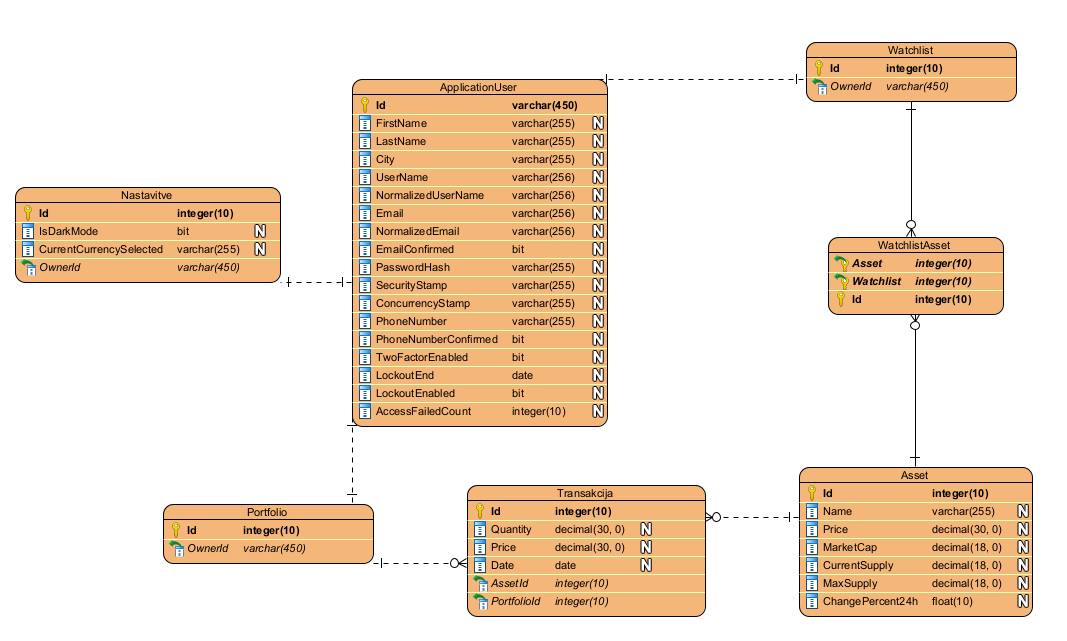 Watchlist
Id integer(10)
OwnerId varchar(450)
ApplicationUser
Id varchar(450)
FirstName varchar(255) N
LastName varchar(255) N
City varchar(255) N
UserName varchar(256) N
NormalizedUserName varchar(256) N
Email varchar(256) N
NormalizedEmail varchar(256) N
EmailConfirmed bit N
PasswordHash varchar(255) N
SecurityStamp varchar(255) N
ConcurrencyStamp varchar(255) N
PhoneNumber varchar(255) N
PhoneNumberConfirmed bit N
TwoFactorEnabled bit N
LockoutEnd date N
LockoutEnabled bit N
AccessFailedCount integer(10) N
Nastavitve
Id integer(10)
IsDarkMode bit N
CurrentCurrencySelected varchar(255) N
OwnerId varchar(450)
WatchlistAsset
Asset integer(10)
Watchlist integer(10)
Id integer(10)
Portfolio
Id integer(10)
OwnerId varchar(450)
Transakcija
Id integer(10)
Quantity decimal(30, 0) N
Price decimal(30, 0) N
Date date N
AssetId integer(10)
PortfolioId integer(10)
Asset
Id integer(10)
Name varchar(255) N
Price decimal(30, 0) N
MarketCap decimal(18, 0) N
CurrentSupply decimal(18, 0) N
MaxSupply decimal(18, 0) N
ChangePercent24h float(10) N